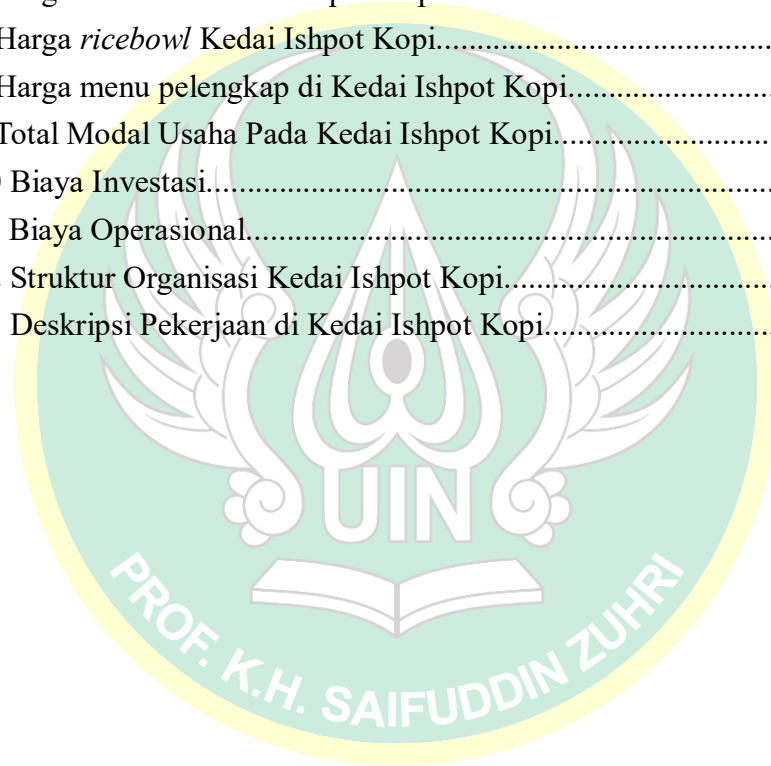 Harga ricebowl Kedai Ishpot Kopi...................................
Harga menu pelengkap di Kedai Ishpot Kopi.....................
Total Modal Usaha Pada Kedai Ishpot Kopi......................
Biaya Investasi..............................................................
Biaya Operasional.........................................................
Struktur Organisasi Kedai Ishpot Kopi............................
Deskripsi Pekerjaan di Kedai Ishpot Kopi.......................
UIN
PROF. K.H. SAIFUDDIN ZUHRI